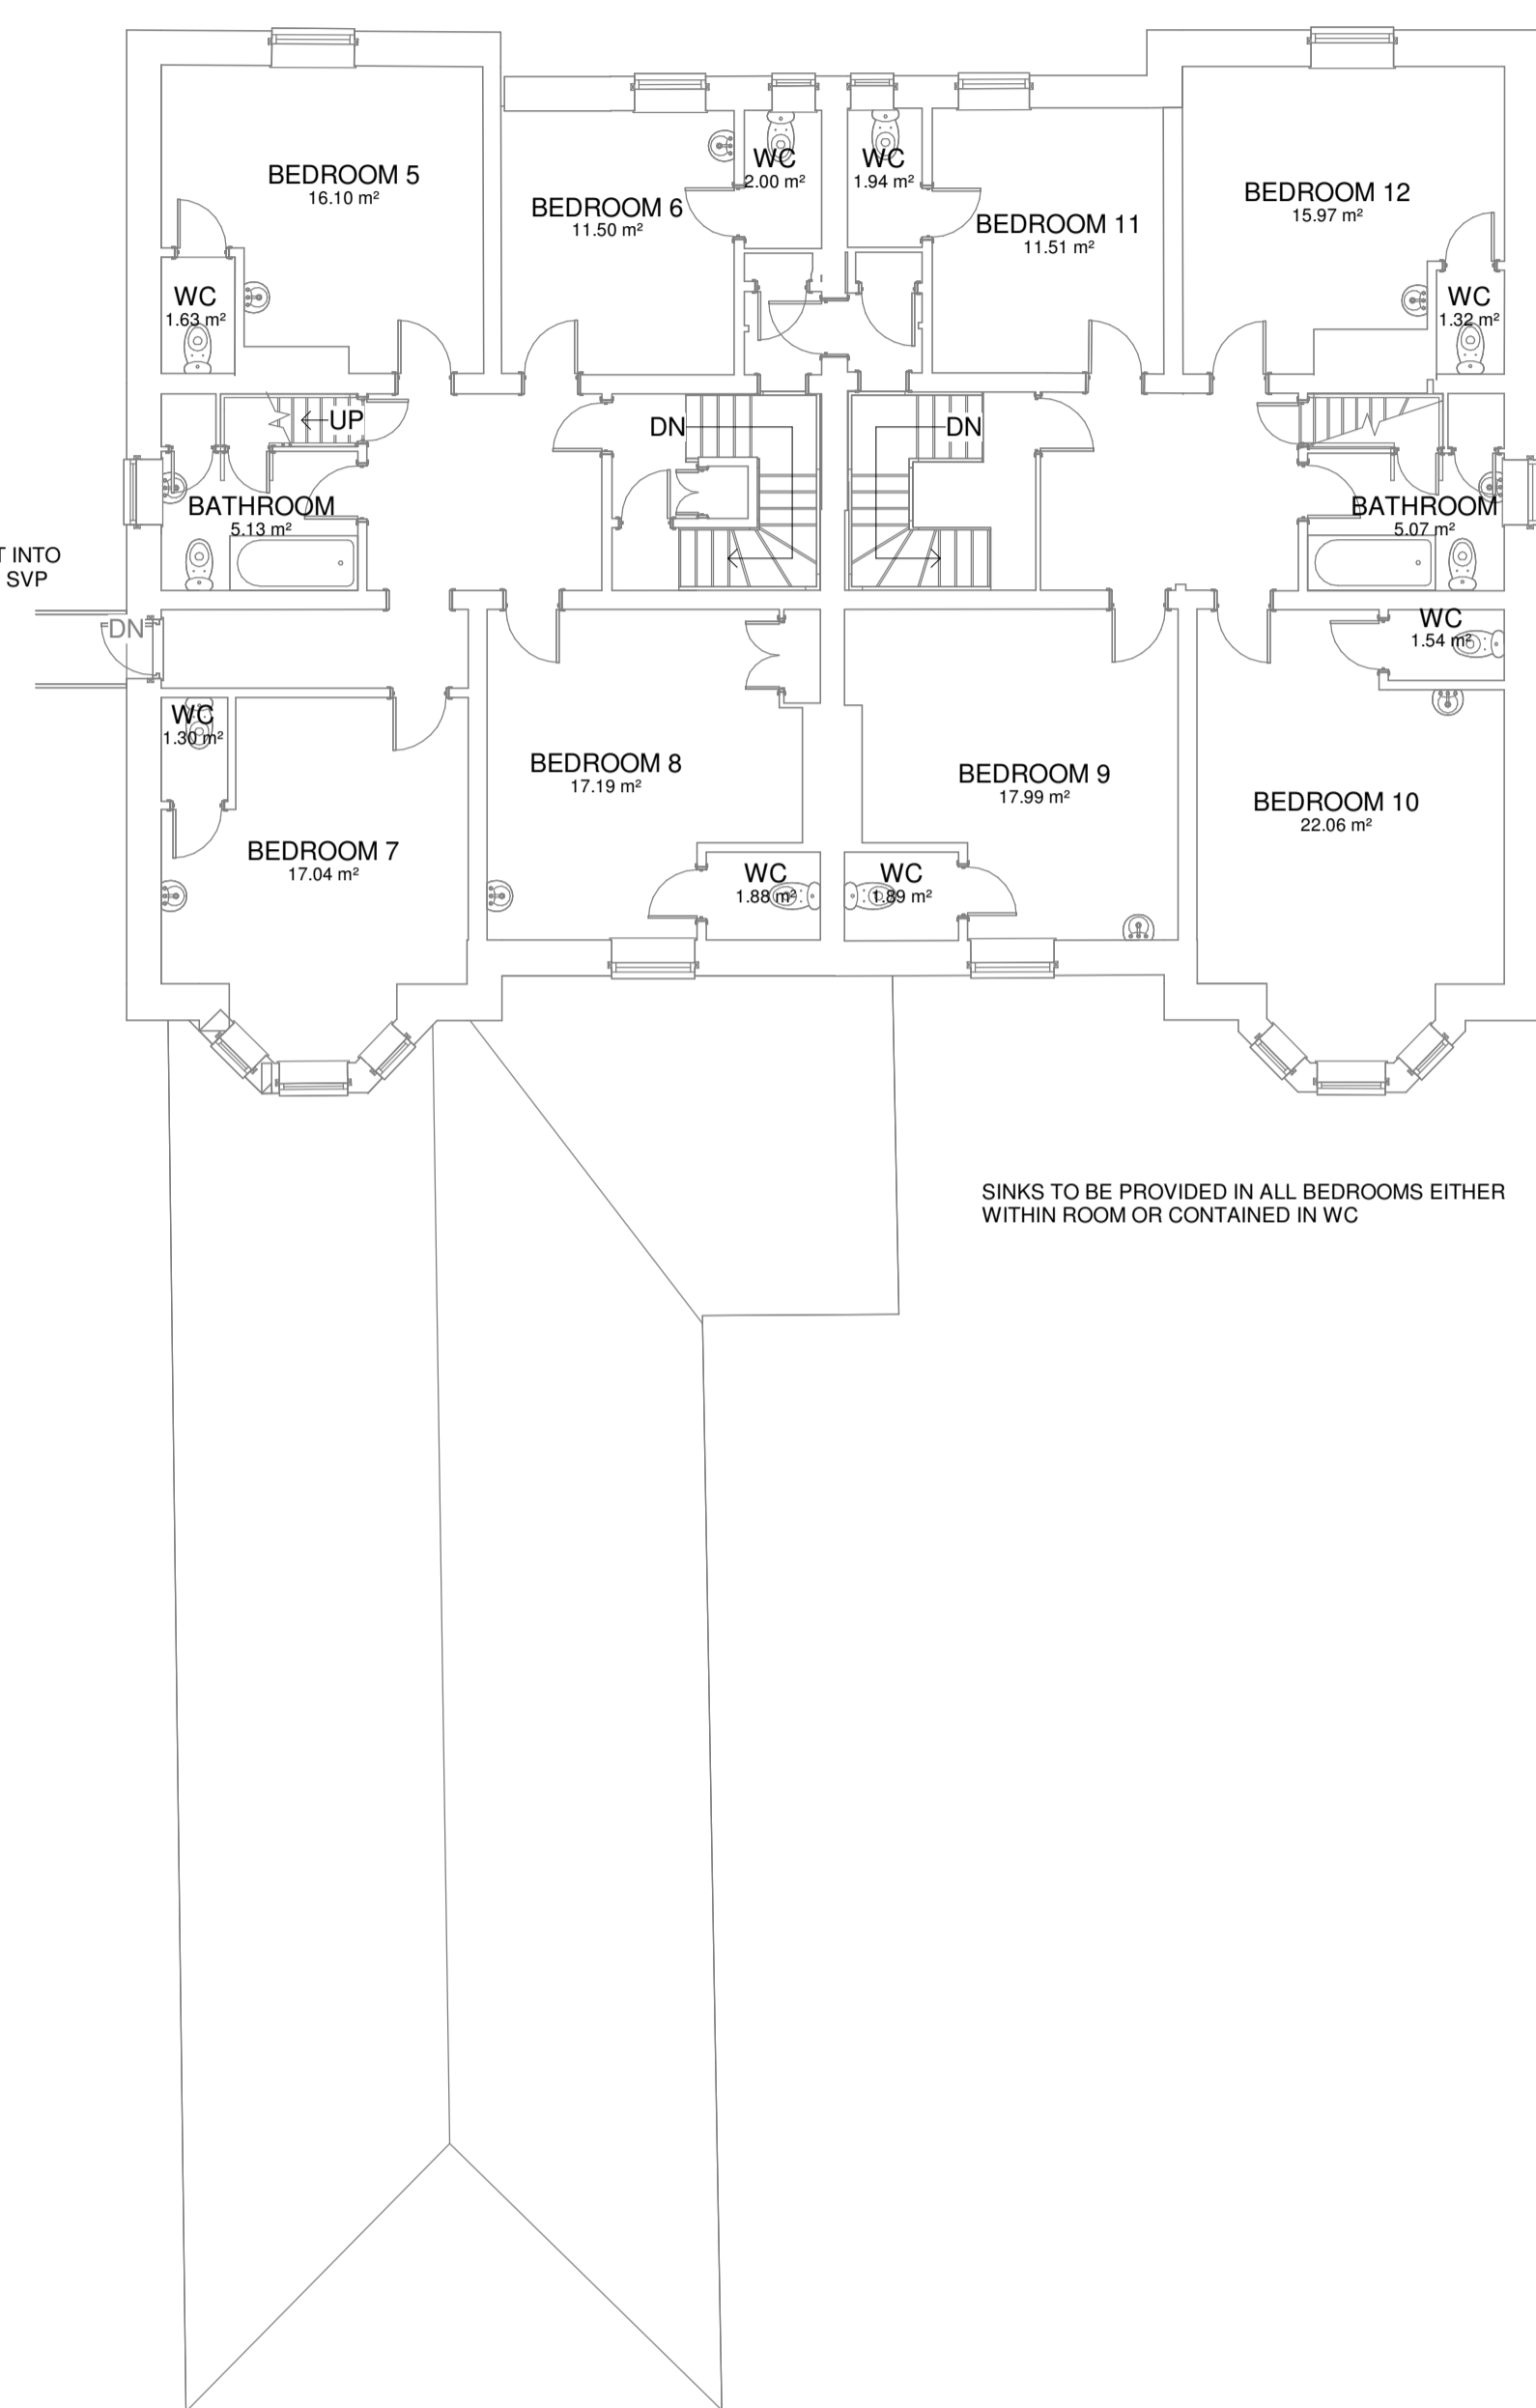 BEDROOM 5
16.10 m²
BEDROOM 6
11.50 m²
WC
2.00 m²
WC
1.94 m²
BEDROOM 11
11.51 m²
BEDROOM 12
15.97 m²
WC
1.63 m²
WC
1.32 m²
UP
DN
DN
BATHROOM
5.13 m²
BATHROOM
5.07 m²
T INTO
SVP
DN
WC
1.54 m²
WC
1.30 m²
BEDROOM 7
17.04 m²
BEDROOM 8
17.19 m²
BEDROOM 9
17.99 m²
BEDROOM 10
22.06 m²
WC
1.88 m²
WC
1.89 m²
SINKS TO BE PROVIDED IN ALL BEDROOMS EITHER
WITHIN ROOM OR CONTAINED IN WC